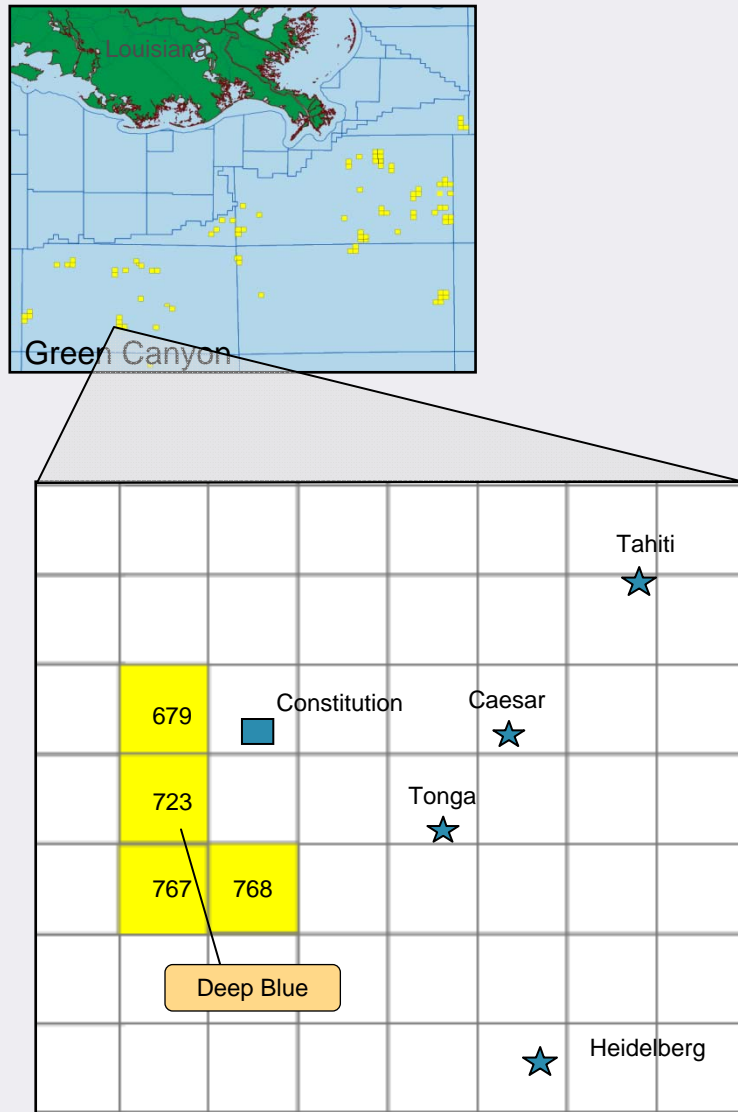 Louisiana
Green Canyon
Tahiti
679
Constitution
Caesar
723
Tonga
767
768
Deep Blue
Heidelberg